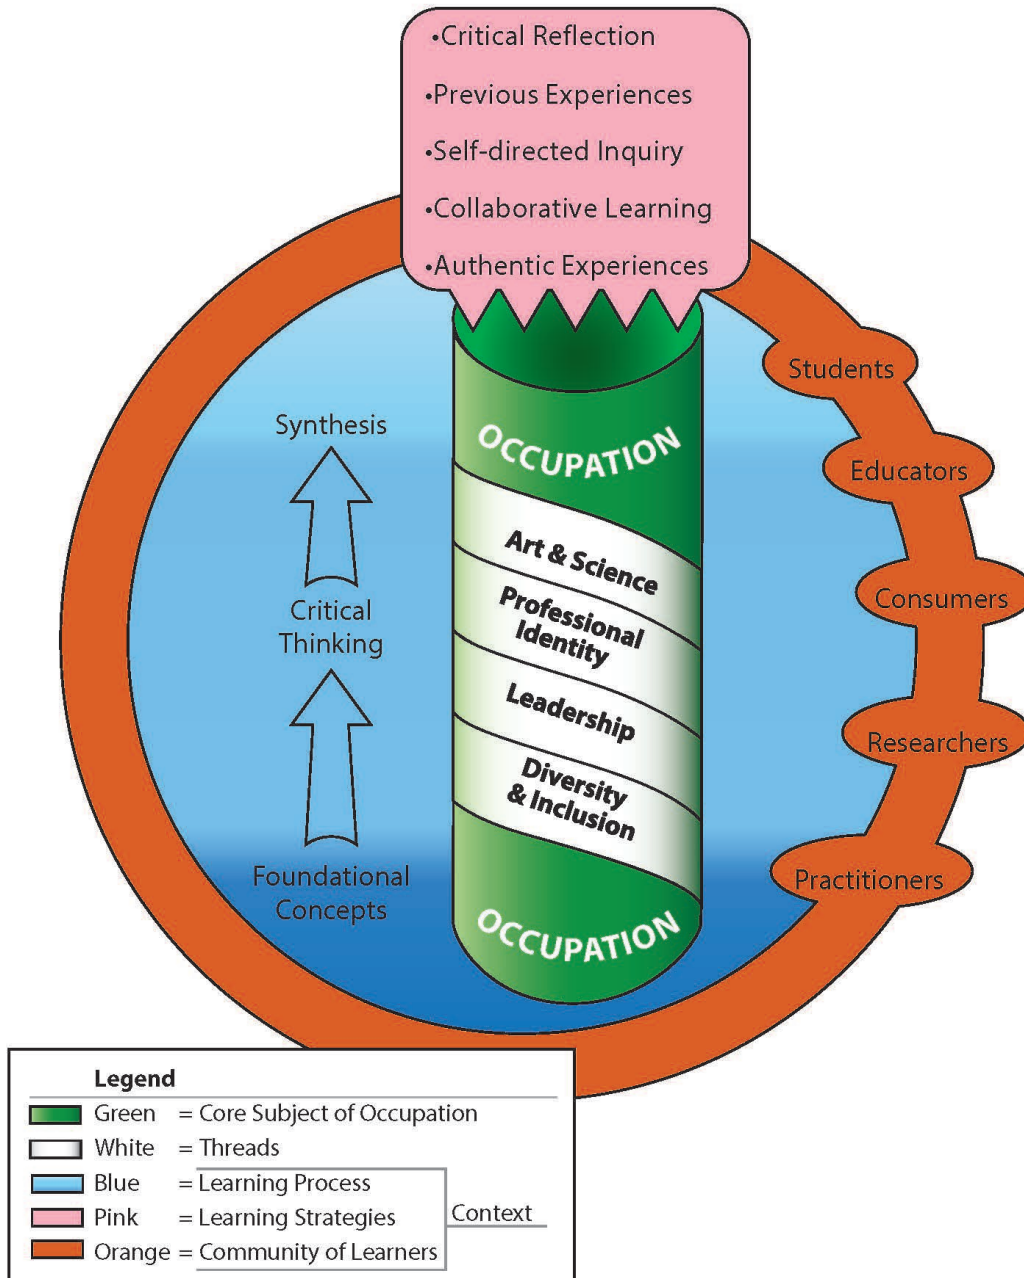 •Critical Reflection
•Previous Experiences
•Self-directed Inquiry
•Collaborative Learning
•Authentic Experiences
Students
Educators
Consumers
Researchers
Practitioners
Synthesis
Critical
Thinking
Foundational
Concepts
OCCUPATION
Art & Science
Professional
Identity
Leadership
Diversity
& Inclusion
OCCUPATION
Legend
Green = Core Subject of Occupation
White = Threads
Blue = Learning Process
Pink = Learning Strategies
Orange = Community of Learners
Context